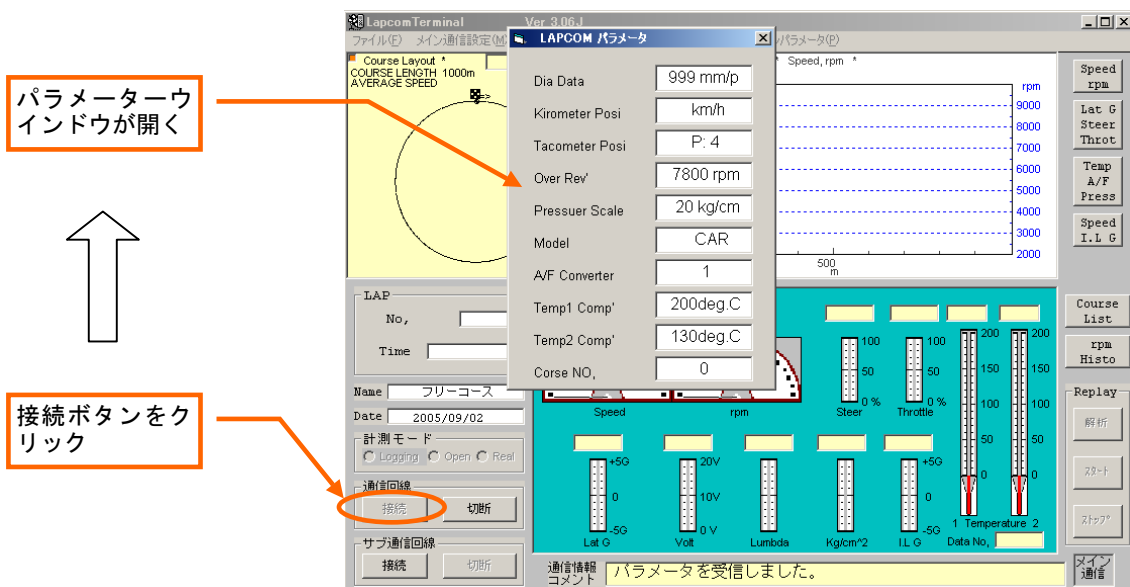 LapcomTerminal Ver 3.06J
ファイル(F) メイン通信設定(M)
ルパラメータ(P)
パラメーターウ
インドウが開く
接続ボタンをク
リック
Course Layout *
COURSE LENGTH 1000m
AVERAGE SPEED
LAPCOM パラメータ
Dia Data 999 mm/p
Kirometer Posi km/h
Tacometer Posi P: 4
Over Rev' 7800 rpm
Pressuer Scale 20 kg/cm
Model CAR
A/F Converter 1
Temp1 Comp' 200deg.C
Temp2 Comp' 130deg.C
Corse NO, 0
* Speed, rpm *
rpm
9000
8000
7000
6000
5000
4000
3000
2000
500
m
Speed
rpm
Lat G
Steer
Throt
Temp
A/F
Press
Speed
I.L G
Course
List
rpm
Histo
Replay
解析
スタート
ストップ
LAP
No,
Time
Name フリーコース
Date 2005/09/02
計測モード
Logging Open Real
通信回線
接続 切断
サブ通信回線
接続 切断
Speed
rpm
100
50
0 %
Steer
100
50
0 %
Throttle
200
150
100
50
0
200
150
100
50
0
1 Temperature 2
Data No,
+5G
0
-5G
Lat G
20V
10V
0 V
Volt
Lumbda
Kg/cm^2
+5G
0
-5G
I.L G
通信情報
コメント
パラメータを受信しました。
メイン
通信